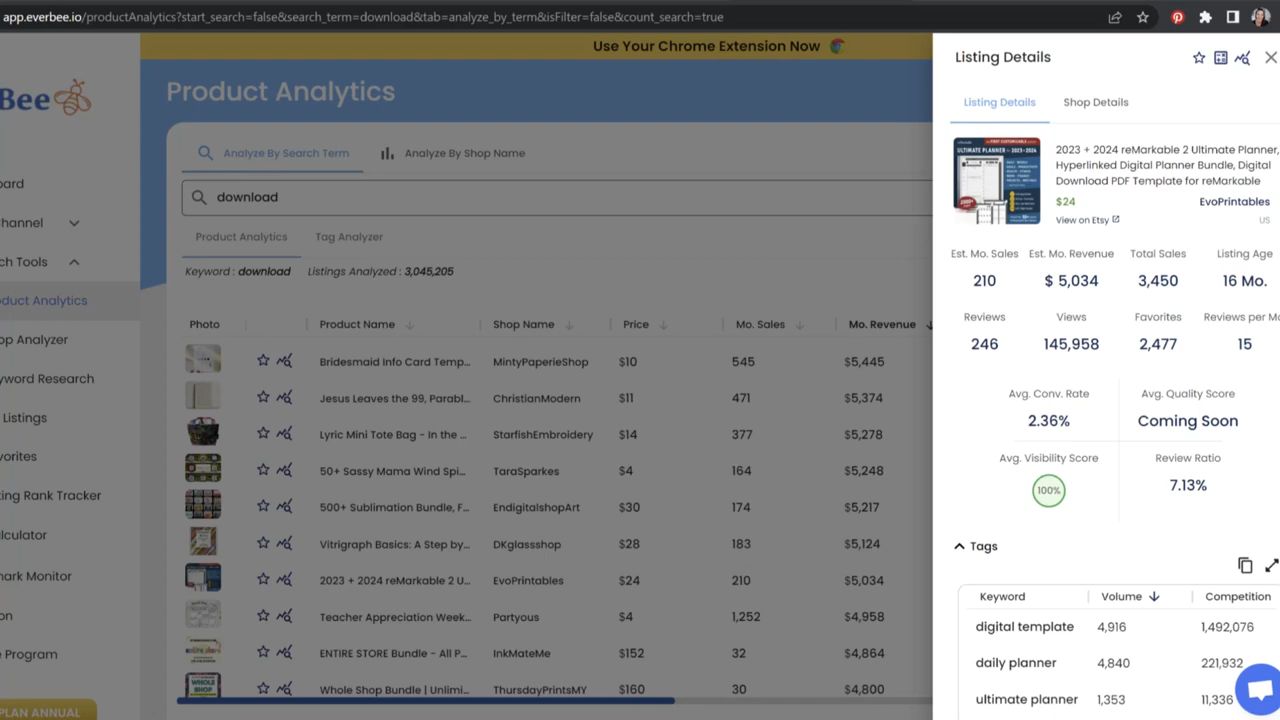 app.everbee.io/productAnalytics?start_search=false&search_term=download&tab=analyze_by_term&isFilter=false&count_search=true
Use Your Chrome Extension Now
Bee
Product Analytics
Analyze By Search Term
Analyze By Shop Name
download
Product Analytics
Tag Analyzer
Keyword : download Listings Analyzed : 3,045,205
Photo Product Name Shop Name Price Mo. Sales Mo. Revenue
Bridesmaid Info Card Temp... MintyPaperieShop $10 545 $5,445
Jesus Leaves the 99, Parabl... ChristianModern $11 471 $5,374
Lyric Mini Tote Bag - In the ... StarfishEmbroidery $14 377 $5,278
50+ Sassy Mama Wind Spi... TaraSparkes $4 164 $5,248
500+ Sublimation Bundle, F... EndigitalshopArt $30 174 $5,217
Vitrigraph Basics: A Step by... DKglassshop $28 183 $5,124
2023 + 2024 reMarkable 2 U... EvoPrintables $24 210 $5,034
Teacher Appreciation Week... Partyous $4 1,252 $4,958
ENTIRE STORE Bundle - All P... InkMateMe $152 32 $4,864
Whole Shop Bundle | Unlimi... ThursdayPrintsMY $160 30 $4,800
oard
hannel
ch Tools
duct Analytics
op Analyzer
yword Research
Listings
vorites
ting Rank Tracker
alculator
mark Monitor
on
e Program
PLAN ANNUAL
Listing Details
Listing Details
Shop Details
ULTIMATE PLANNER - 2023-2024
2023 + 2024 reMarkable 2 Ultimate Planner,
Hyperlinked Digital Planner Bundle, Digital
Download PDF Template for reMarkable
$24 EvoPrintables
View on Etsy US
Est. Mo. Sales Est. Mo. Revenue Total Sales Listing Age
210 $ 5,034 3,450 16 Mo.
Reviews Views Favorites Reviews per Mo
246 145,958 2,477 15
Avg. Conv. Rate Avg. Quality Score
2.36% Coming Soon
Avg. Visibility Score Review Ratio
100% 7.13%
Tags
Keyword Volume Competition
digital template 4,916 1,492,076
daily planner 4,840 221,932
ultimate planner 1,353 11,336